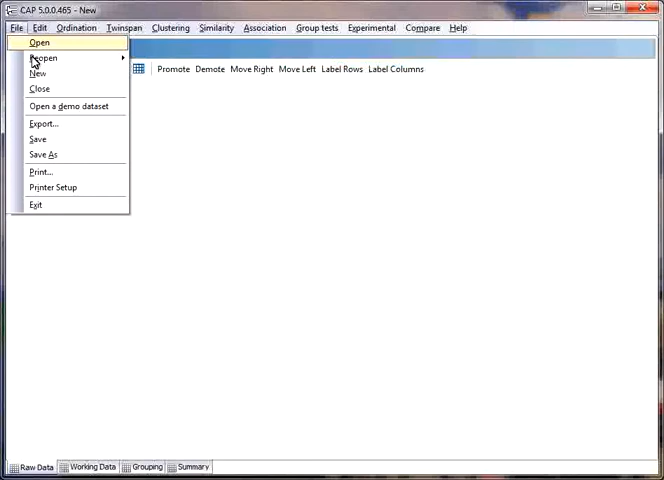 CAP 5.0.0.465 - New
File Edit Ordination Twinspan Clustering Similarity Association Group tests Experimental Compare Help
Open
Reopen
New
Close
Open a demo dataset
Export...
Save
Save As
Print...
Printer Setup
Exit
Promote Demote Move Right Move Left Label Rows Label Columns
Raw Data Working Data Grouping Summary